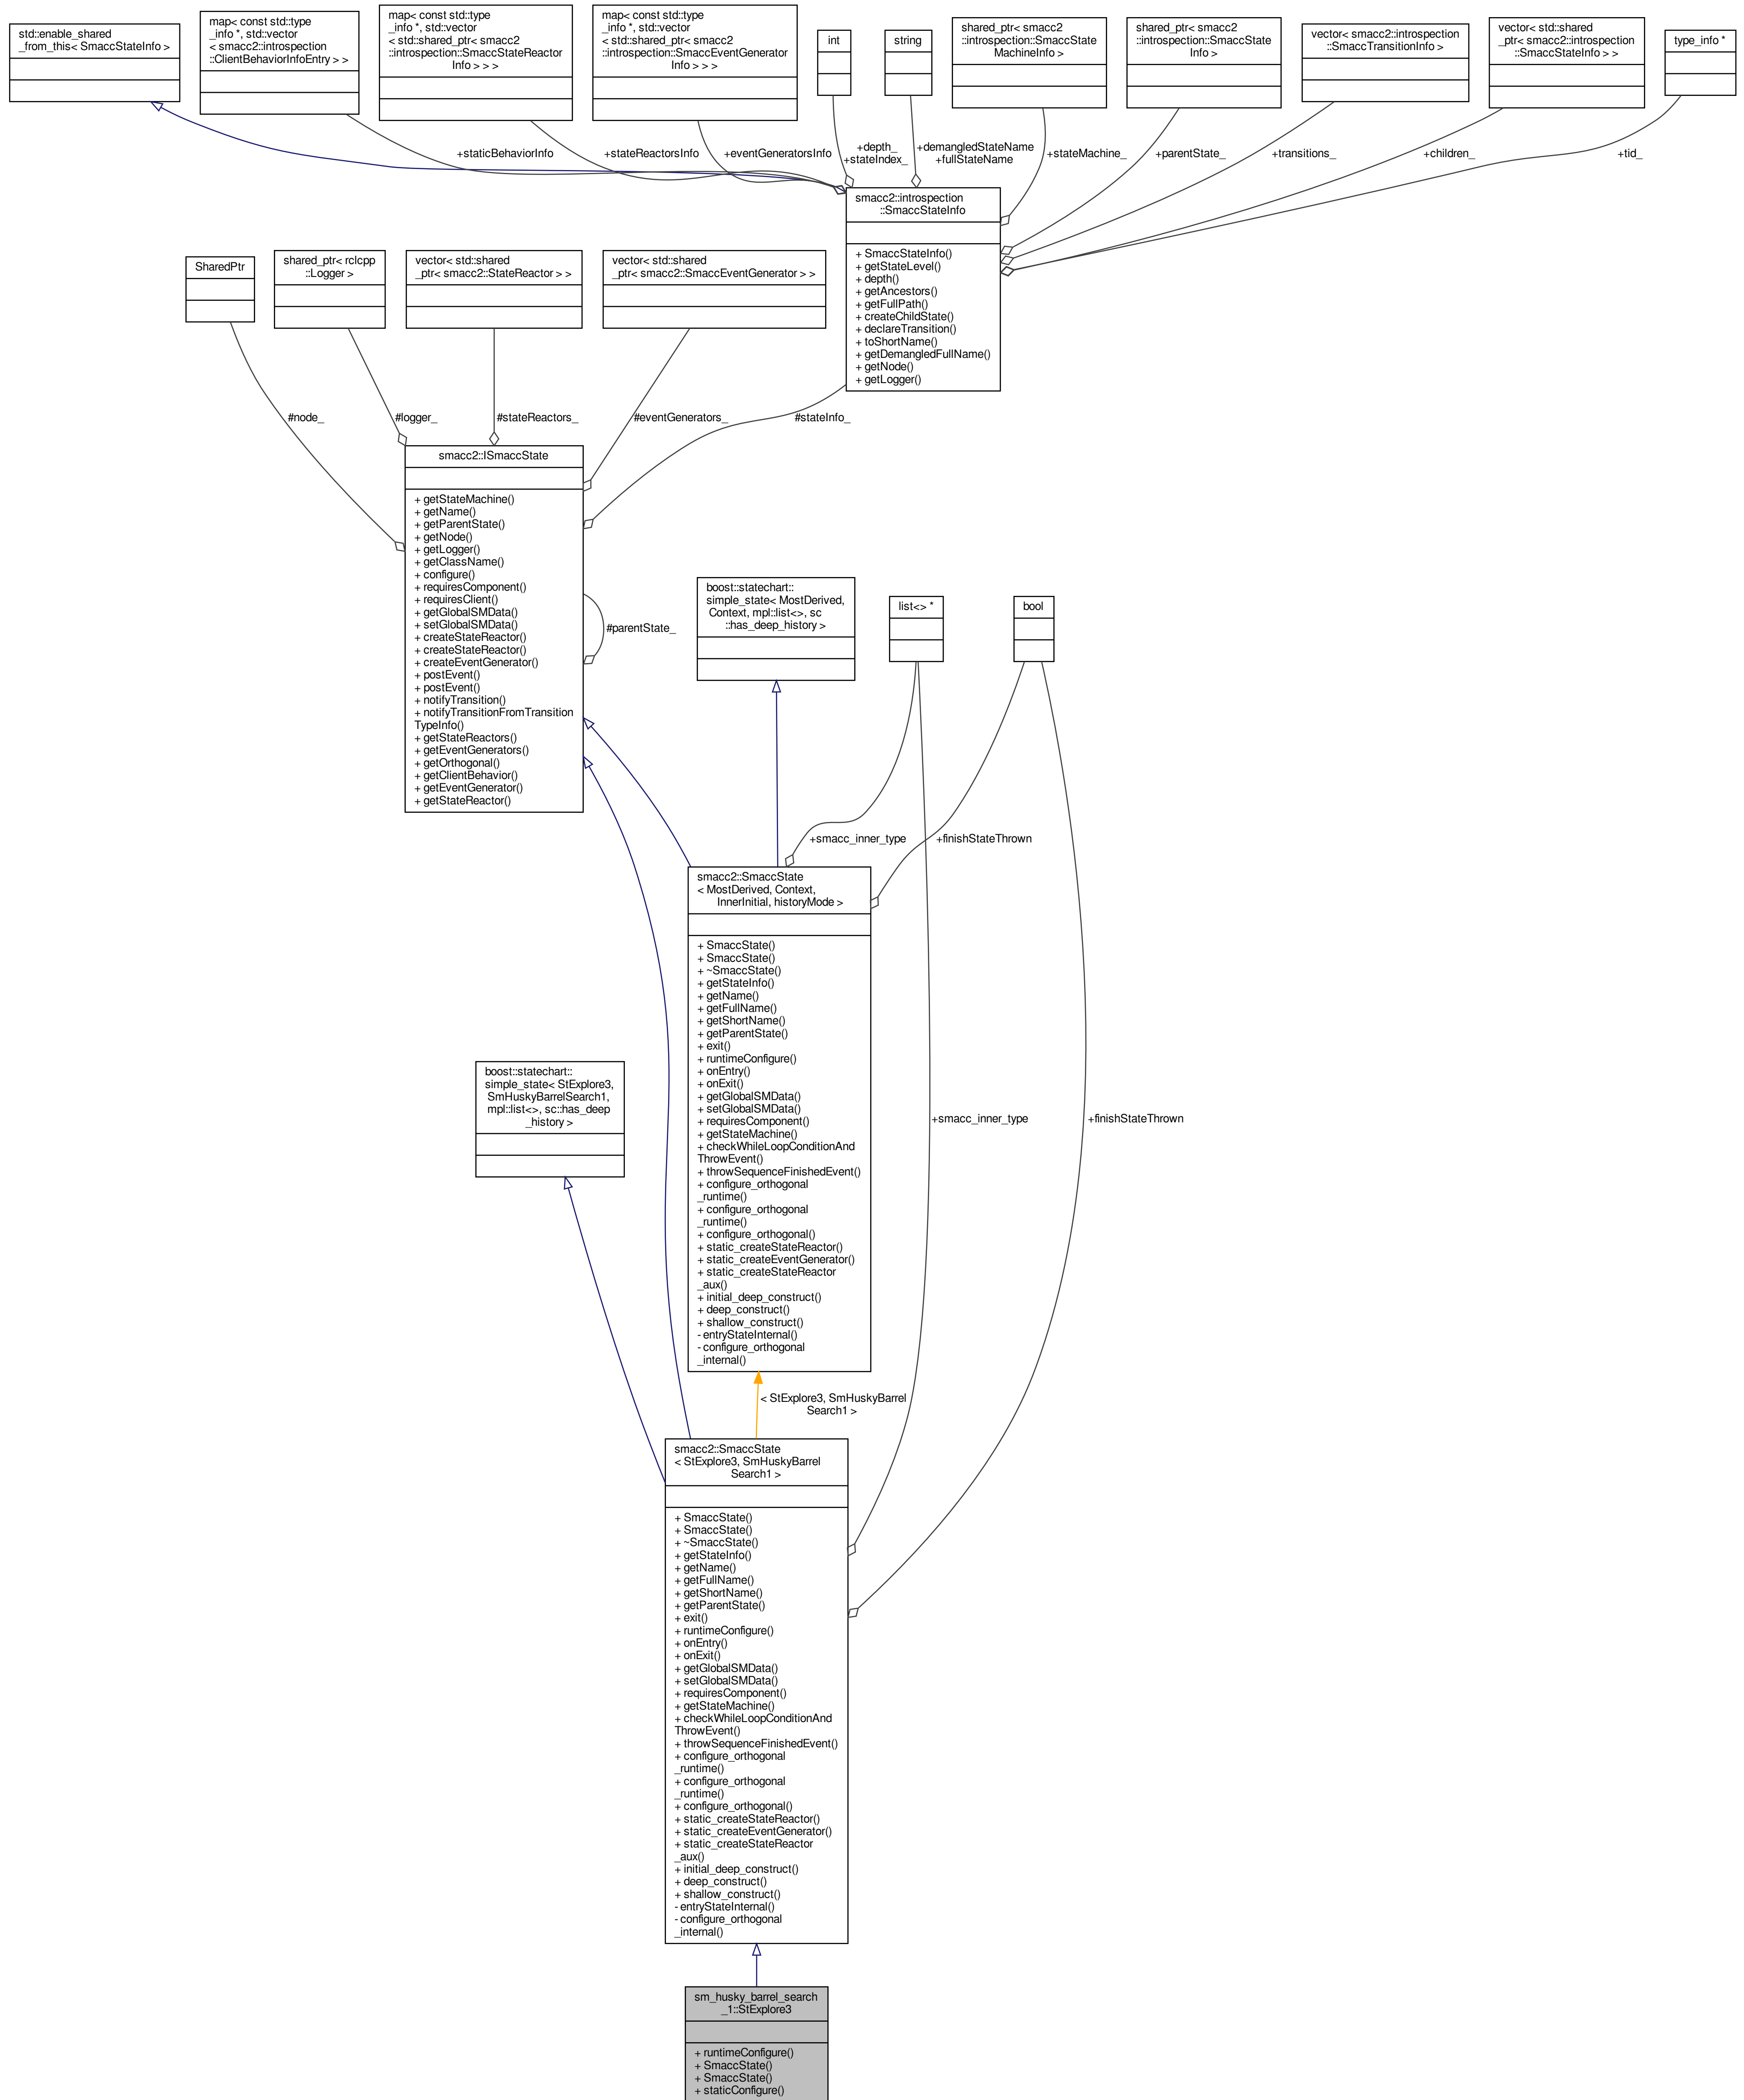 std::enable_shared
_from_this< SmaccStateInfo >
map< const std::type
_info *, std::vector
< smacc2::introspection
::ClientBehaviorInfoEntry > >
map< const std::type
_info *, std::vector
< std::shared_ptr< smacc2
::introspection::SmaccStateReactor
Info > > >
map< const std::type
_info *, std::vector
< std::shared_ptr< smacc2
::introspection::SmaccEventGenerator
Info > > >
int
string
shared_ptr< smacc2
::introspection::SmaccState
MachineInfo >
shared_ptr< smacc2
::introspection::SmaccState
Info >
vector< smacc2::introspection
::SmaccTransitionInfo >
vector< std::shared
_ptr< smacc2::introspection
::SmaccStateInfo > >
type_info *
+staticBehaviorInfo
+stateReactorsInfo
+eventGeneratorsInfo
+depth_
+stateIndex_
+demangledStateName
+fullStateName
+stateMachine_
+parentState_
+transitions_
+children_
+tid_
smacc2::introspection
::SmaccStateInfo
+ SmaccStateInfo()
+ getStateLevel()
+ depth()
+ getAncestors()
+ getFullPath()
+ createChildState()
+ declareTransition()
+ toShortName()
+ getDemangledFullName()
+ getNode()
+ getLogger()
SharedPtr
shared_ptr< rclcpp
::Logger >
vector< std::shared
_ptr< smacc2::StateReactor > >
vector< std::shared
_ptr< smacc2::SmaccEventGenerator > >
#node_
#logger_
#stateReactors_
#eventGenerators_
#stateInfo_
smacc2::ISmaccState
+ getStateMachine()
+ getName()
+ getParentState()
+ getNode()
+ getLogger()
+ getClassName()
+ configure()
+ requiresComponent()
+ requiresClient()
+ getGlobalSMData()
+ setGlobalSMData()
+ createStateReactor()
+ createStateReactor()
+ createEventGenerator()
+ postEvent()
+ postEvent()
+ notifyTransition()
+ notifyTransitionFromTransition
TypeInfo()
+ getStateReactors()
+ getEventGenerators()
+ getOrthogonal()
+ getClientBehavior()
+ getEventGenerator()
+ getStateReactor()
#parentState_
boost::statechart::
simple_state< MostDerived,
Context, mpl::list<>, sc
::has_deep_history >
list<> *
bool
+smacc_inner_type
+finishStateThrown
smacc2::SmaccState
< MostDerived, Context,
InnerInitial, historyMode >
+ SmaccState()
+ SmaccState()
+ ~SmaccState()
+ getStateInfo()
+ getName()
+ getFullName()
+ getShortName()
+ getParentState()
+ exit()
+ runtimeConfigure()
+ onEntry()
+ onExit()
+ getGlobalSMData()
+ setGlobalSMData()
+ requiresComponent()
+ getStateMachine()
+ checkWhileLoopConditionAnd
ThrowEvent()
+ throwSequenceFinishedEvent()
+ configure_orthogonal
_runtime()
+ configure_orthogonal
_runtime()
+ configure_orthogonal()
+ static_createStateReactor()
+ static_createEventGenerator()
+ static_createStateReactor
_aux()
+ initial_deep_construct()
+ deep_construct()
+ shallow_construct()
- entryStateInternal()
- configure_orthogonal
_internal()
boost::statechart::
simple_state< StExplore3,
SmHuskyBarrelSearch1,
mpl::list<>, sc::has_deep
_history >
+smacc_inner_type
+finishStateThrown
< StExplore3, SmHuskyBarrel
Search1 >
smacc2::SmaccState
< StExplore3, SmHuskyBarrel
Search1 >
+ SmaccState()
+ SmaccState()
+ ~SmaccState()
+ getStateInfo()
+ getName()
+ getFullName()
+ getShortName()
+ getParentState()
+ exit()
+ runtimeConfigure()
+ onEntry()
+ onExit()
+ getGlobalSMData()
+ setGlobalSMData()
+ requiresComponent()
+ getStateMachine()
+ checkWhileLoopConditionAnd
ThrowEvent()
+ throwSequenceFinishedEvent()
+ configure_orthogonal
_runtime()
+ configure_orthogonal
_runtime()
+ configure_orthogonal()
+ static_createStateReactor()
+ static_createEventGenerator()
+ static_createStateReactor
_aux()
+ initial_deep_construct()
+ deep_construct()
+ shallow_construct()
- entryStateInternal()
- configure_orthogonal
_internal()
sm_husky_barrel_search
_1::StExplore3
+ runtimeConfigure()
+ SmaccState()
+ SmaccState()
+ staticConfigure()